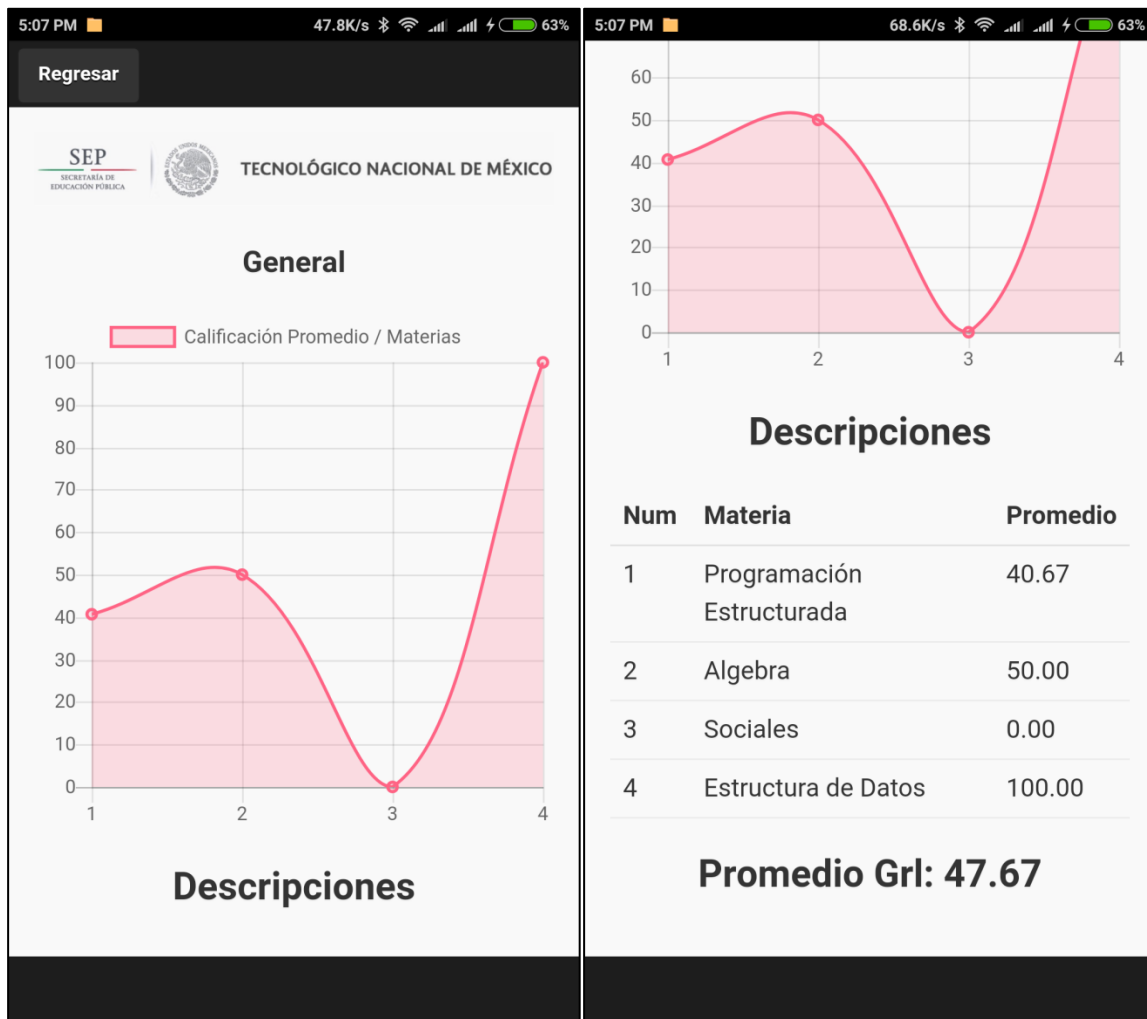 5:07 PM 47.8K/s 63%
Regresar
SEP
SECRETARÍA DE
EDUCACIÓN PÚBLICA
ESTADOS UNIDOS MEXICANOS
TECNOLÓGICO NACIONAL DE MÉXICO
General
Calificación Promedio / Materias
100
90
80
70
60
50
40
30
20
10
0
1 2 3 4
Descripciones
5:07 PM 68.6K/s 63%
60
50
40
30
20
10
0
1 2 3 4
Descripciones
Num Materia Promedio
1 Programación 40.67
Estructurada
2 Algebra 50.00
3 Sociales 0.00
4 Estructura de Datos 100.00
Promedio Grl: 47.67